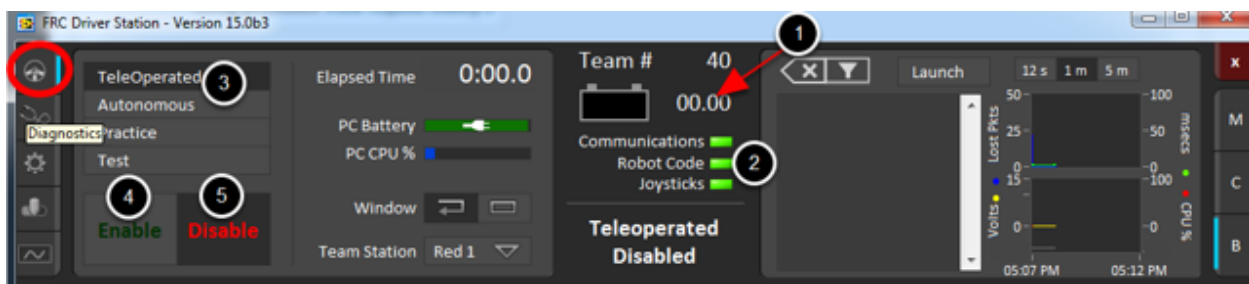 FRC Driver Station - Version 15.0b3
TeleOperated
Autonomous
Practice
Test
Diagnostics
Enable
Disable
3
4
5
Elapsed Time 0:00.0
PC Battery
PC CPU %
Window
Team Station Red 1
Team # 40
00.00
1
Communications
Robot Code
Joysticks
2
Teleoperated
Disabled
X
Launch
12 s 1 m 5 m
50
25
0
Lost Pkts
100
50
0
msecs
15
0
Volts
100
0
CPU %
05:07 PM 05:12 PM
x
M
C
B